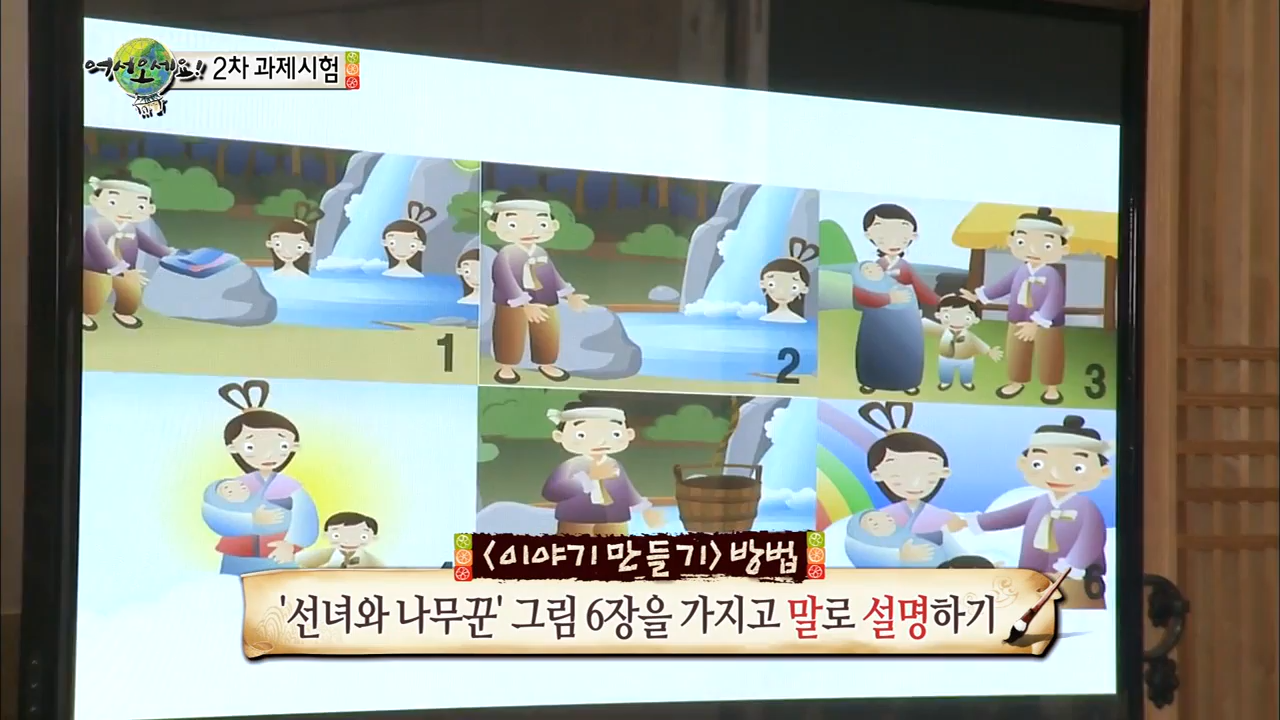 어서오세요! 2차 과제시험
1
2
3
6
<이야기 만들기> 방법
'선녀와 나무꾼' 그림 6장을 가지고 말로 설명하기